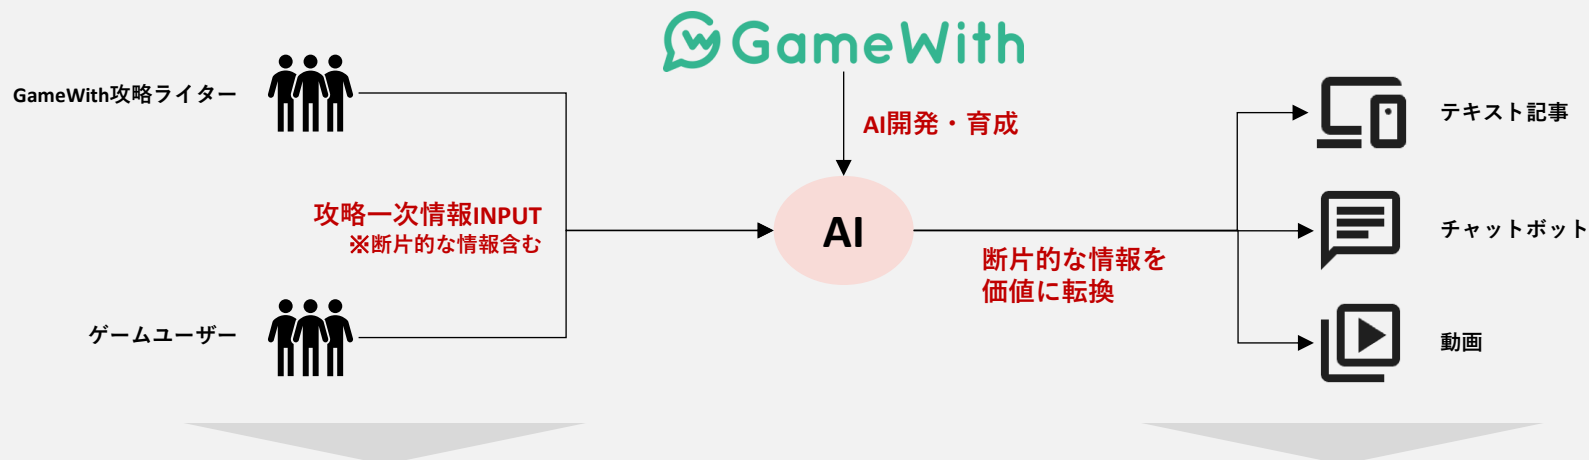 GameWith
GameWith攻略ライター
AI開発・育成
攻略一次情報INPUT
※断片的な情報含む
ゲームユーザー
AI
断片的な情報を
価値に転換
テキスト記事
チャットボット
動画